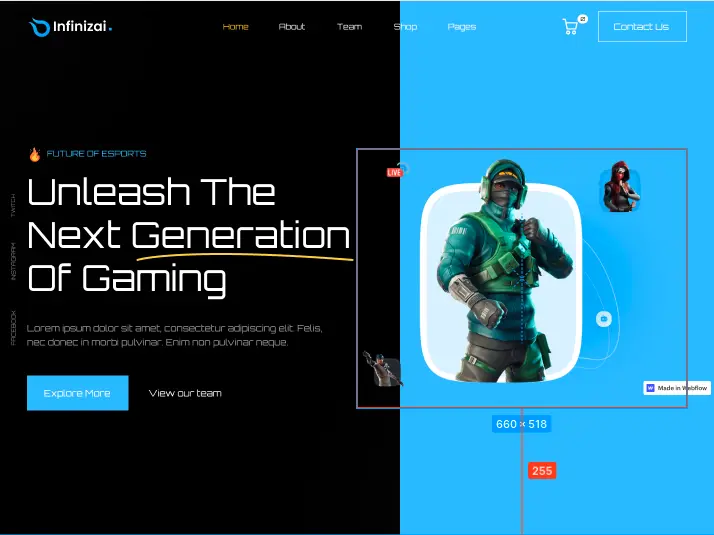 Infinizai.
Home
About
Team
Shop
Pages
0
Contact Us
FUTURE OF ESPORTS
Unleash The
Next Generation
Of Gaming
TWITCH
INSTAGRAM
FACEBOOK
Lorem ipsum dolor sit amet, consectetur adipiscing elit. Felis,
nec donec in morbi pulvinar. Enim non pulvinar neque.
Explore More
View our team
LIVE
Made in Webflow
660 × 518
255